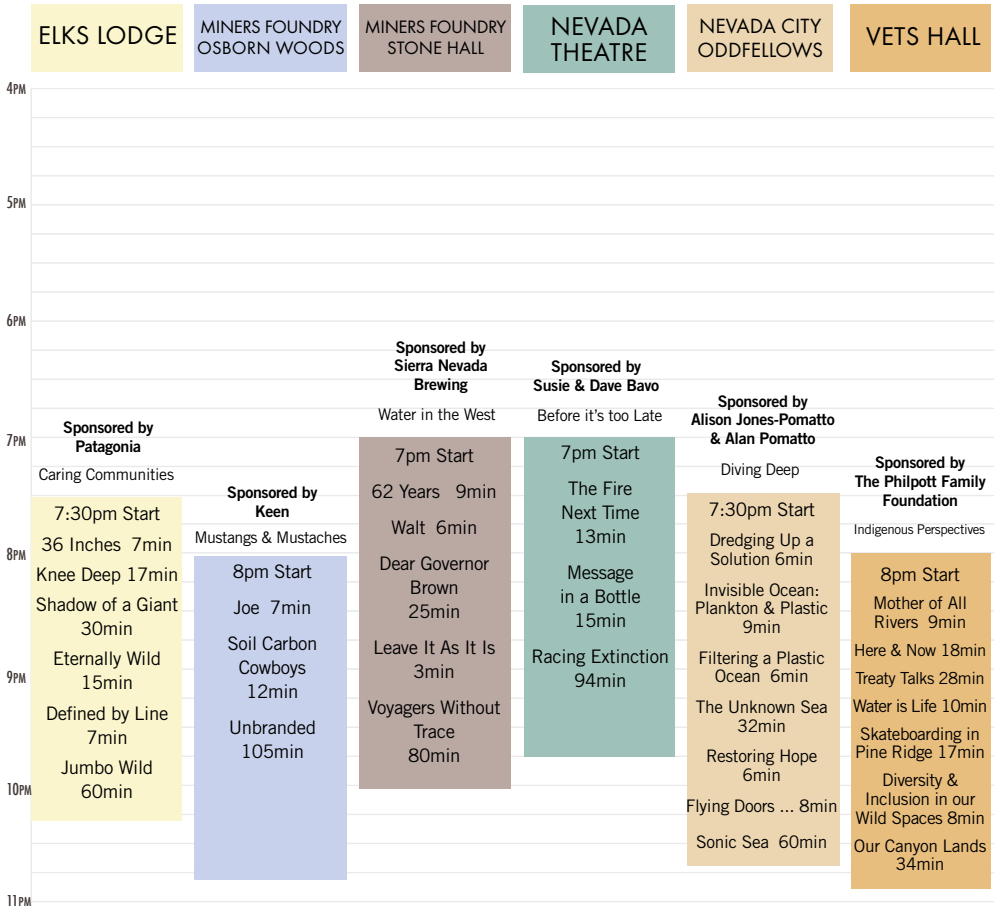 ELKS LODGE
MINERS FOUNDRY
OSBORN WOODS
MINERS FOUNDRY
STONE HALL
NEVADA
THEATRE
NEVADA CITY
ODDFELLOWS
VETS HALL
4PM
5PM
6PM
7PM
8PM
9PM
10PM
11PM
Sponsored by
Patagonia
Caring Communities
7:30pm Start
36 Inches 7min
Knee Deep 17min
Shadow of a Giant
30min
Eternally Wild
15min
Defined by Line
7min
Jumbo Wild
60min
Sponsored by
Keen
Mustangs & Mustaches
8pm Start
Joe 7min
Soil Carbon
Cowboys
12min
Unbranded
105min
Sponsored by
Sierra Nevada
Brewing
Water in the West
7pm Start
62 Years 9min
Walt 6min
Dear Governor
Brown
25min
Leave It As It Is
3min
Voyagers Without
Trace
80min
Sponsored by
Susie & Dave Bavo
Before it's too Late
7pm Start
The Fire
Next Time
13min
Message
in a Bottle
15min
Racing Extinction
94min
Sponsored by
Alison Jones-Pomatto
& Alan Pomatto
Diving Deep
7:30pm Start
Dredging Up a
Solution 6min
Invisible Ocean:
Plankton & Plastic
9min
Filtering a Plastic
Ocean 6min
The Unknown Sea
32min
Restoring Hope
6min
Flying Doors ... 8min
Sonic Sea 60min
Sponsored by
The Philpott Family
Foundation
Indigenous Perspectives
8pm Start
Mother of All
Rivers 9min
Here & Now 18min
Treaty Talks 28min
Water is Life 10min
Skateboarding in
Pine Ridge 17min
Diversity &
Inclusion in our
Wild Spaces 8min
Our Canyon Lands
34min